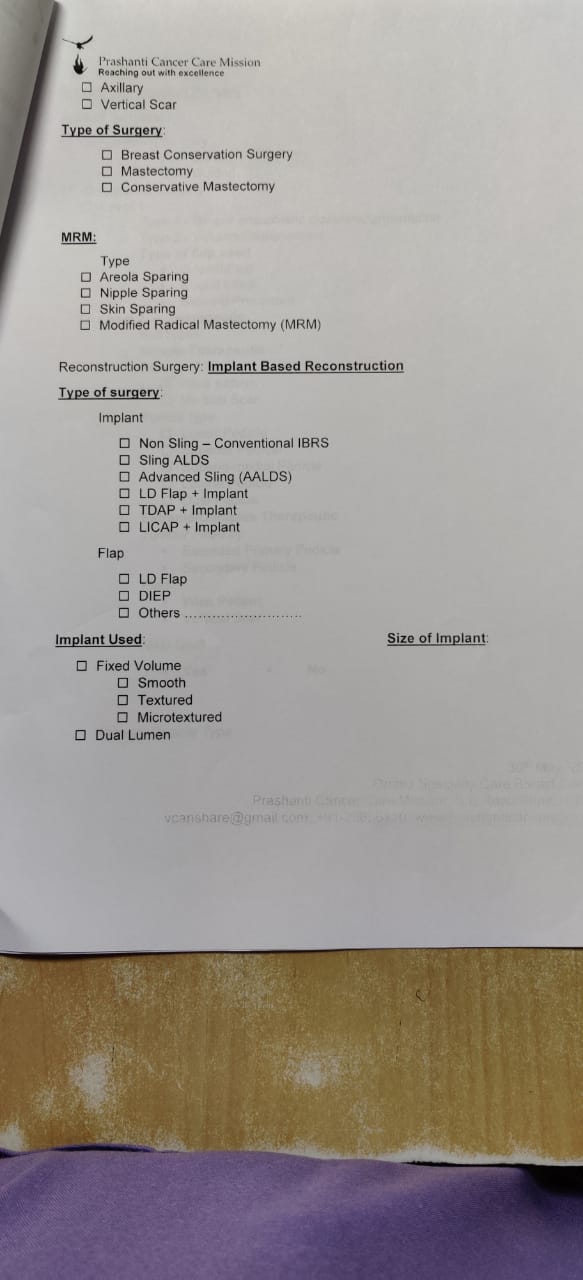 Prashanti Cancer Care Mission
Reaching out with excellence
☐ Axillary
☐ Vertical Scar
Type of Surgery:
☐ Breast Conservation Surgery
☐ Mastectomy
☐ Conservative Mastectomy
MRM:
Type
☐ Areola Sparing
☐ Nipple Sparing
☐ Skin Sparing
☐ Modified Radical Mastectomy (MRM)
Reconstruction Surgery: Implant Based Reconstruction
Type of surgery:
Implant
☐ Non Sling – Conventional IBRS
☐ Sling ALDS
☐ Advanced Sling (AALDS)
☐ LD Flap + Implant
☐ TDAP + Implant
☐ LICAP + Implant
Flap
☐ LD Flap
☐ DIEP
☐ Others ............................
Implant Used: Size of Implant:
☐ Fixed Volume
☐ Smooth
☐ Textured
☐ Microtextured
☐ Dual Lumen
Prashanti Cancer Care Mission
vcanshare@gmail.com